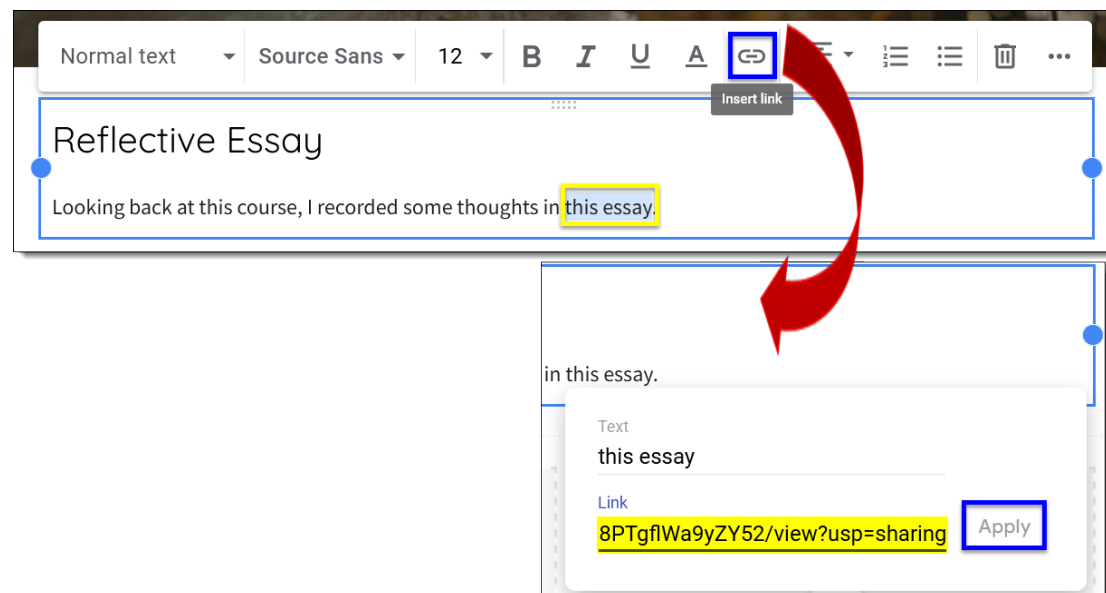 Normal text Source Sans 12 B I U A
Insert link
Reflective Essay
Looking back at this course, I recorded some thoughts in this essay.
in this essay.
Text
this essay
Link
8PTgflWa9yZY52/view?usp=sharing
Apply